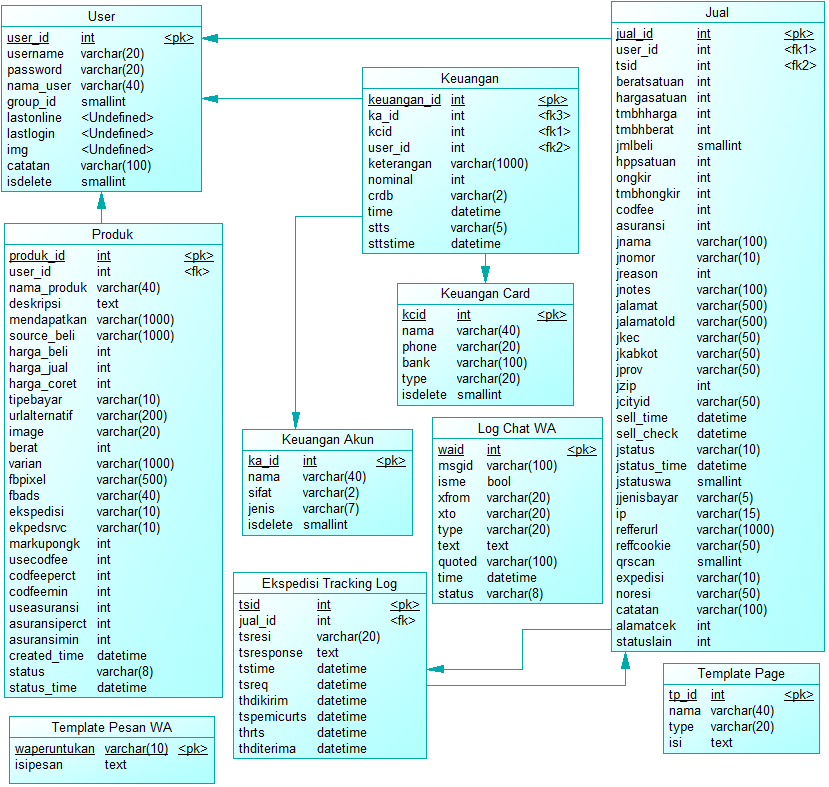 User
user_id int <pk>
username varchar(20)
password varchar(20)
nama_user varchar(40)
group_id smallint
lastonline <Undefined>
lastlogin <Undefined>
img <Undefined>
catatan varchar(100)
isdelete smallint
Produk
produk_id int <pk>
user_id int <fk>
nama_produk varchar(40)
deskripsi text
mendapatkan varchar(1000)
source_beli varchar(1000)
harga_beli int
harga_jual int
harga_coret int
tipebayar varchar(10)
urlalternatif varchar(200)
image varchar(20)
berat int
varian varchar(1000)
fbpixel varchar(500)
fbads varchar(40)
ekspedisi varchar(10)
ekpedsrvc varchar(10)
markupongk int
usecodfee int
codfeeperct int
codfeemin int
useasuransi int
asuransiperct int
asuransimin int
created_time datetime
status varchar(8)
status_time datetime
Template Pesan WA
waperuntukan varchar(10) <pk>
isipesan text
Keuangan
keuangan_id int <pk>
ka_id int <fk3>
kcid int <fk1>
user_id int <fk2>
keterangan varchar(1000)
nominal int
crdb varchar(2)
time datetime
stts varchar(5)
sttstime datetime
Keuangan Card
kcid int <pk>
nama varchar(40)
phone varchar(20)
bank varchar(100)
type varchar(20)
isdelete smallint
Keuangan Akun
ka_id int <pk>
nama varchar(40)
sifat varchar(2)
jenis varchar(7)
isdelete smallint
Log Chat WA
waid int <pk>
msgid varchar(100)
isme bool
xfrom varchar(20)
xto varchar(20)
type varchar(20)
text text
quoted varchar(100)
time datetime
status varchar(8)
Ekspedisi Tracking Log
tsid int <pk>
jual_id int <fk>
tsresi varchar(20)
tsresponse text
tstime datetime
tsreq datetime
thdikirim datetime
tspemicurts datetime
thrts datetime
thditerima datetime
Jual
jual_id int <pk>
user_id int <fk1>
tsid int <fk2>
beratsatuan int
hargasatuan int
tmbhharga int
tmbhberat int
jmlbeli smallint
hppsatuan int
ongkir int
tmbhongkir int
codfee int
asuransi int
jnama varchar(100)
jnomor varchar(10)
jreason int
jnotes varchar(100)
jalamat varchar(500)
jalamatold varchar(500)
jkec varchar(50)
jkabkot varchar(50)
jprov varchar(50)
jzip int
jcityid varchar(50)
sell_time datetime
sell_check datetime
jstatus varchar(10)
jstatus_time datetime
jstatuswa smallint
jjenisbayar varchar(5)
ip varchar(15)
refferurl varchar(1000)
reffcookie varchar(50)
qrscan smallint
expedisi varchar(10)
noresi varchar(50)
catatan varchar(100)
alamatcek int
statuslain int
Template Page
tp_id int <pk>
nama varchar(40)
type varchar(20)
isi text